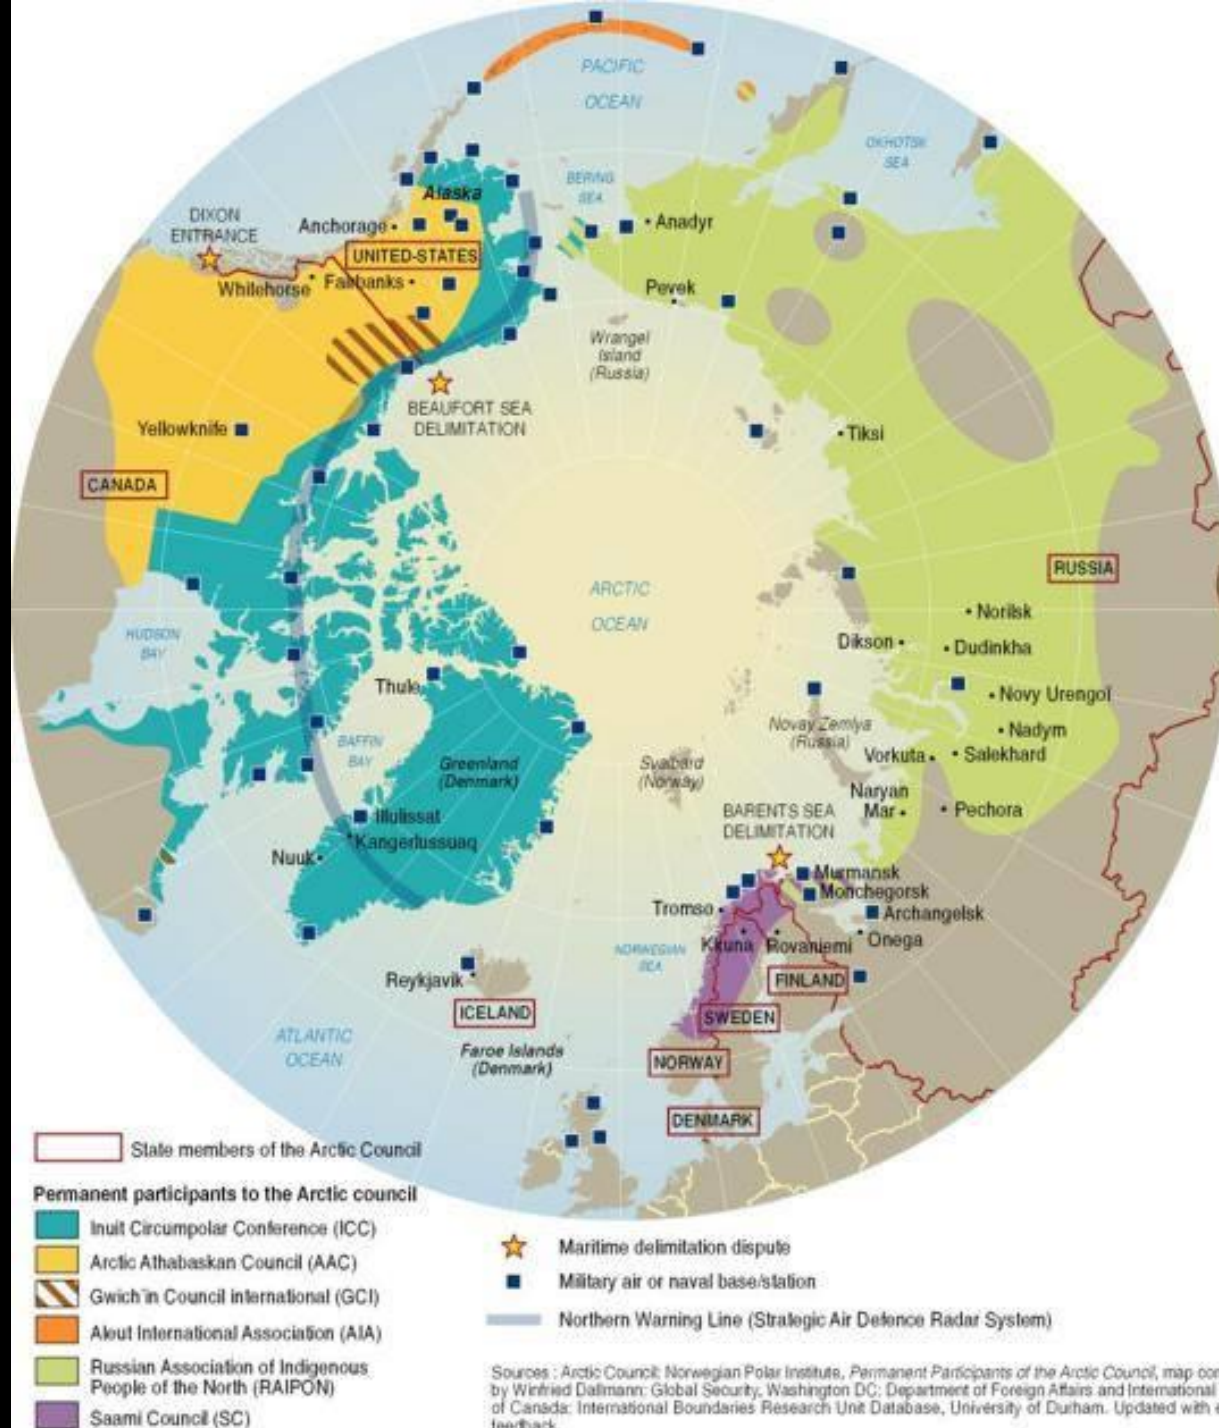 PACIFIC
OCEAN
OKHOTSK
SEA
BERING
SEA
Alaska
DIXON
ENTRANCE
Anchorage
Anadyr
UNITED-STATES
Whilehorse
Fairbanks
Pevek
Wrangel
Island
(Russia)
BEAUFORT SEA
DELIMITATION
Yellowknife
Tiksi
CANADA
RUSSIA
ARCTIC
OCEAN
Norilsk
HUDSON
BAY
Dikson
Dudinkha
Thule
Novy Urengoï
Novay Zemlya
(Russia)
Nadym
BAFFIN
BAY
Greenland
(Denmark)
Svalbard
(Norway)
Vorkuta
Salekhard
Naryan
Mar
BARENTS SEA
DELIMITATION
Pechora
Illulissat
Kangerlussuaq
Nuuk
Murmansk
Monchegorsk
Tromso
Archangelsk
NORWEGIAN
SEA
Kkuna
Rovaniemi
Onega
Reykjavik
FINLAND
ICELAND
SWEDEN
ATLANTIC
OCEAN
Faroe Islands
(Denmark)
NORWAY
DENMARK
State members of the Arctic Council
Permanent participants to the Arctic council
Inuit Circumpolar Conference (ICC)
Arctic Athabaskan Council (AAC)
Gwich'in Council international (GCI)
Aleut International Association (AIA)
Russian Association of Indigenous
People of the North (RAIPON)
Saami Council (SC)
Maritime delimitation dispute
Military air or naval base/station
Northern Warning Line (Strategic Air Defence Radar System)
Sources : Arctic Council; Norwegian Polar Institute, Permanent Participants of the Arctic Council, map
by Winfried Dallmann: Global Security, Washington DC; Department of Foreign Affairs and International
of Canada: International Boundaries Research Unit Database, University of Durham. Updated with
feedback